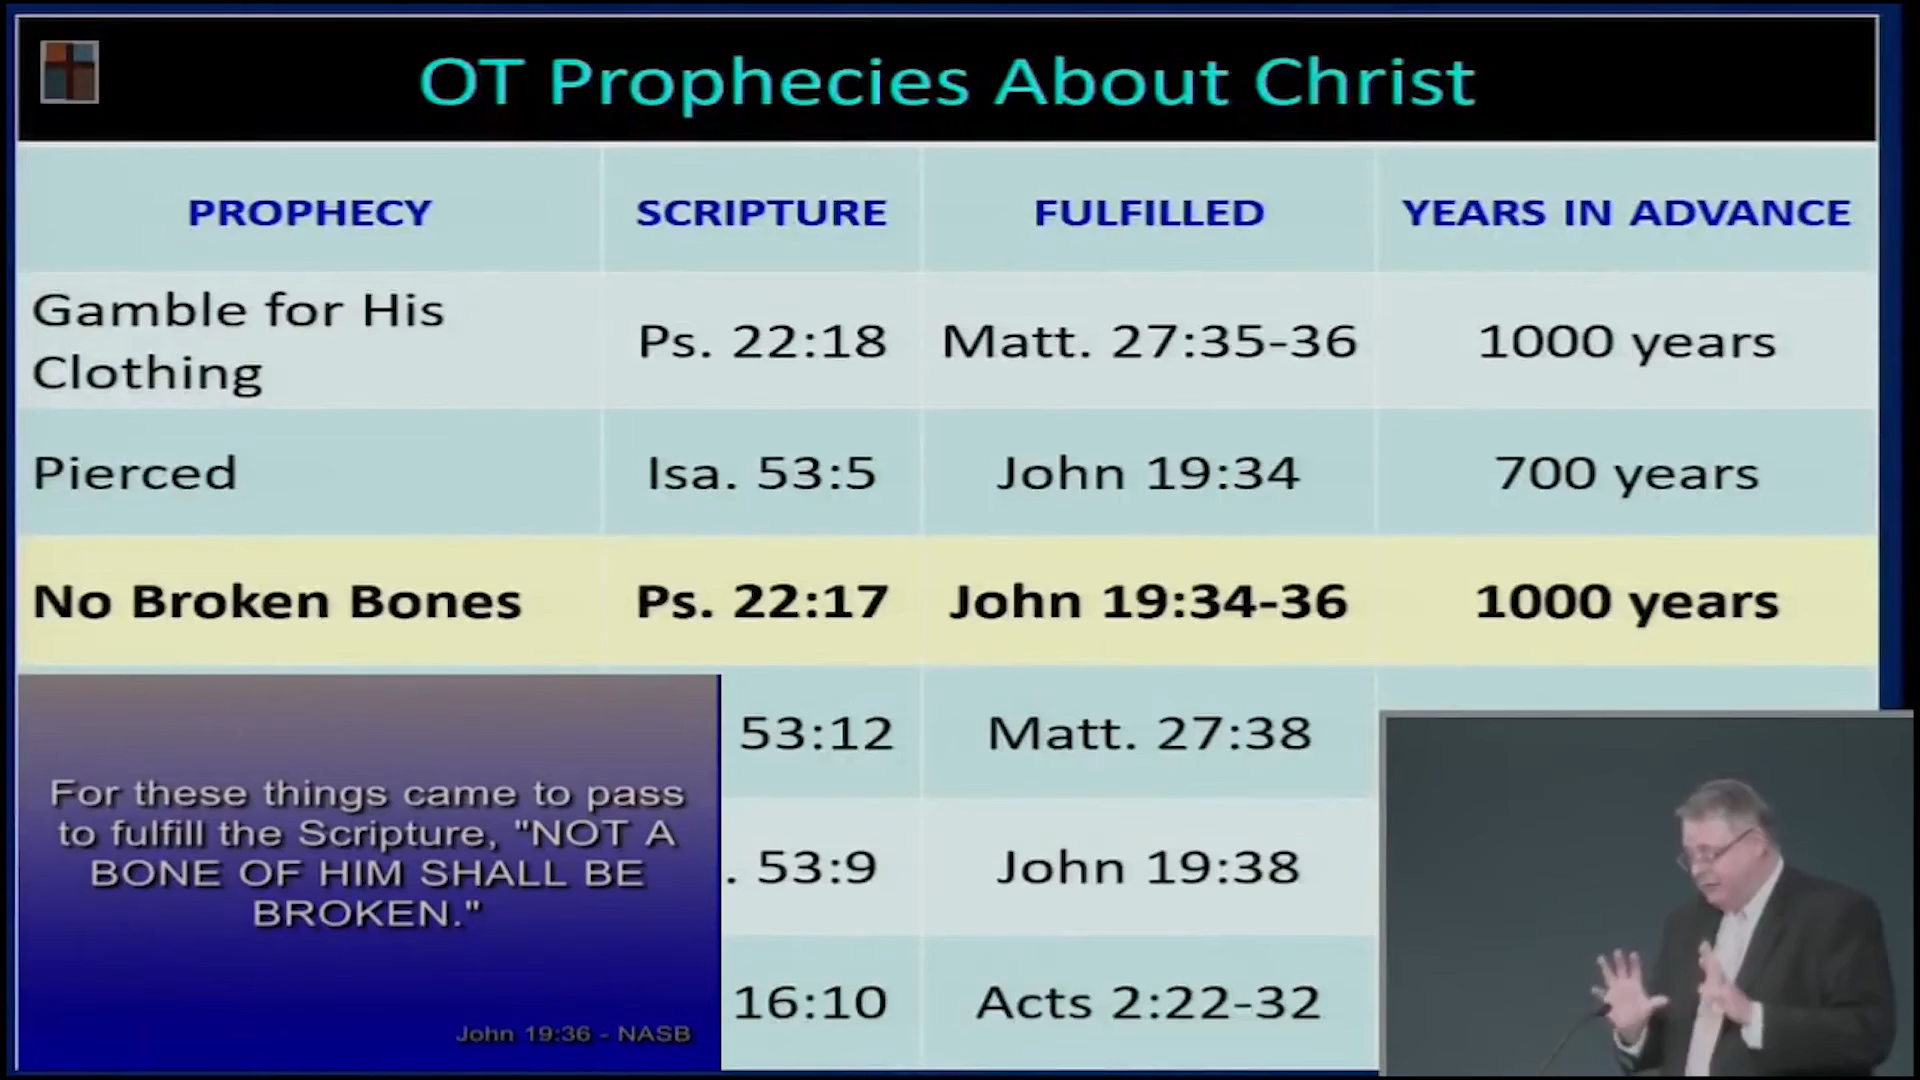 OT Prophecies About Christ
PROPHECY SCRIPTURE FULFILLED YEARS IN ADVANCE
Gamble for His
Clothing
Ps. 22:18 Matt. 27:35-36 1000 years
Pierced Isa. 53:5 John 19:34 700 years
No Broken Bones Ps. 22:17 John 19:34-36 1000 years
53:12 Matt. 27:38
. 53:9 John 19:38
16:10 Acts 2:22-32
For these things came to pass
to fulfill the Scripture, "NOT A
BONE OF HIM SHALL BE
BROKEN."
John 19:36 - NASB